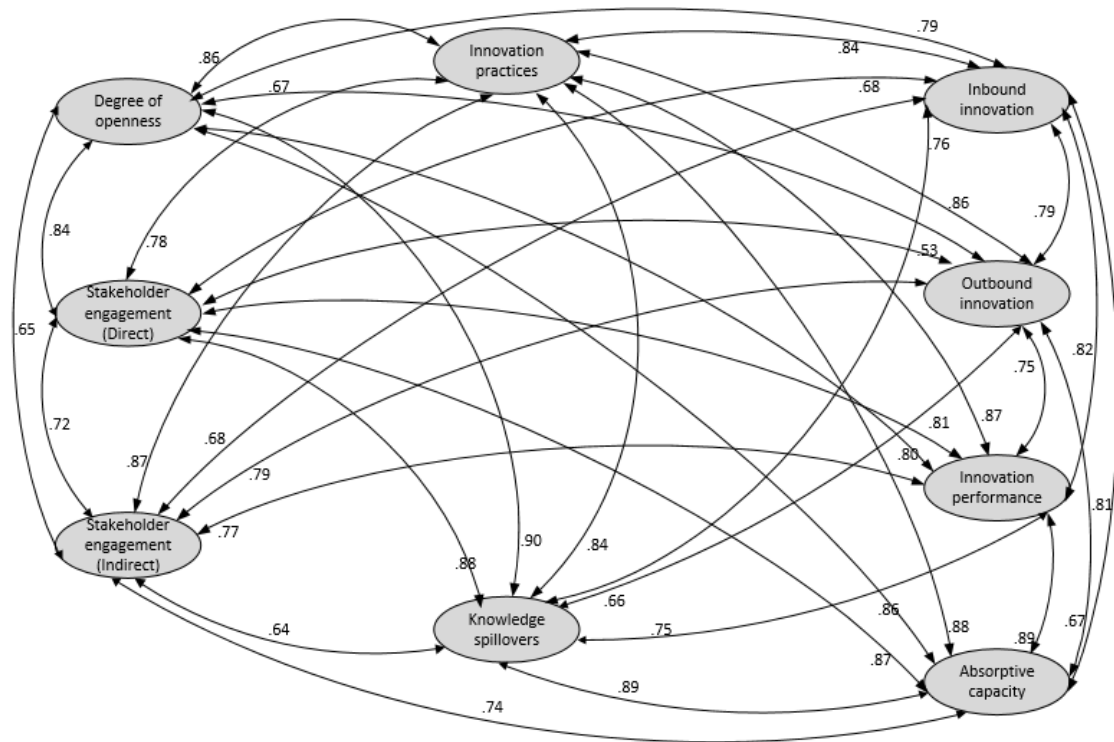 .79
Innovation
practices
.86
.84
.67
.68
Degree of
openness
Inbound
innovation
.76
.86
.79
.84
.78
.53
Stakeholder
engagement
(Direct)
Outbound
innovation
.65
.82
.75
.72
.68
.81
.87
.87
.79
.80
Innovation
performance
.77
.81
Stakeholder
engagement
(Indirect)
.90
.84
.88
.66
.86
Knowledge
spillovers
.64
.75
.88
.67
.89
.87
Absorptive
capacity
.89
.74